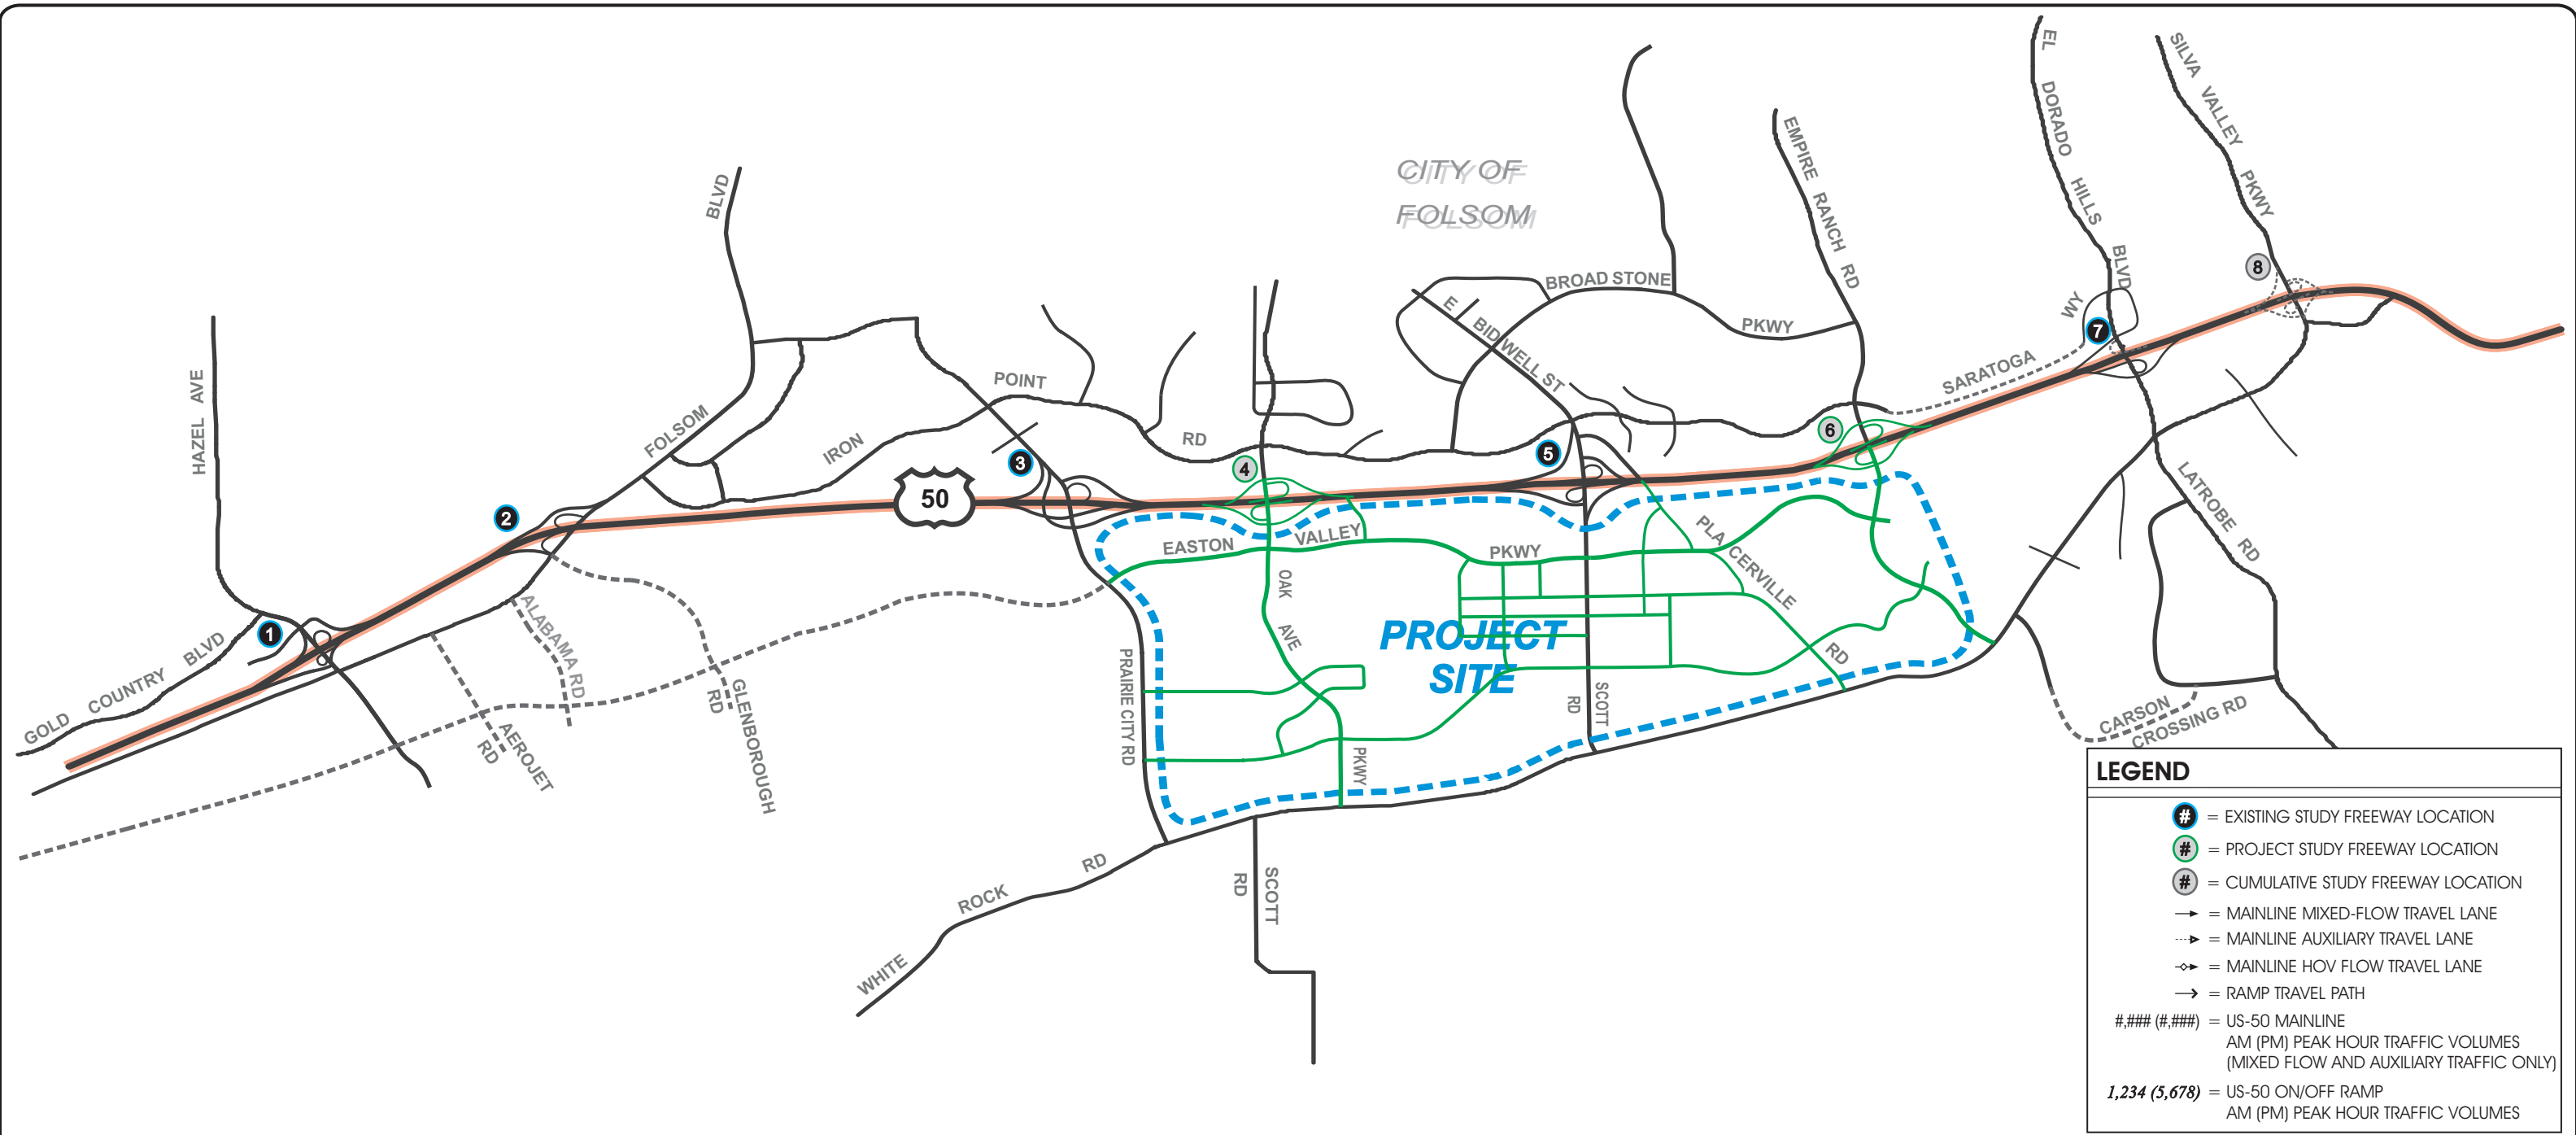 CITY OF
FOLSOM
EL DORADO HILLS BLVD
SILVA VALLEY PKWY
EMPIRE RANCH RD
BLVD
BROAD STONE
PKWY
E BIDWELL ST
HAZEL AVE
FOLSOM
IRON
POINT
RD
SARATOGA
WY
1
2
3
4
5
6
7
8
50
EASTON
VALLEY
PKWY
PLA CERVILLE
RD
OAK
AVE
PKWY
PROJECT
SITE
SCOTT
RD
PRAIRIE CITY RD
LATROBE RD
ALABAMA RD
GLENBOROUGH
RD
AEROJET
RD
GOLD COUNTRY BLVD
CARSON
CROSSING RD
WHITE ROCK RD
SCOTT
RD
LEGEND
# = EXISTING STUDY FREEWAY LOCATION
# = PROJECT STUDY FREEWAY LOCATION
# = CUMULATIVE STUDY FREEWAY LOCATION
= MAINLINE MIXED-FLOW TRAVEL LANE
= MAINLINE AUXILIARY TRAVEL LANE
= MAINLINE HOV FLOW TRAVEL LANE
= RAMP TRAVEL PATH
#,### (#,###) = US-50 MAINLINE
AM (PM) PEAK HOUR TRAFFIC VOLUMES
(MIXED FLOW AND AUXILIARY TRAFFIC ONLY)
1,234 (5,678) = US-50 ON/OFF RAMP
AM (PM) PEAK HOUR TRAFFIC VOLUMES